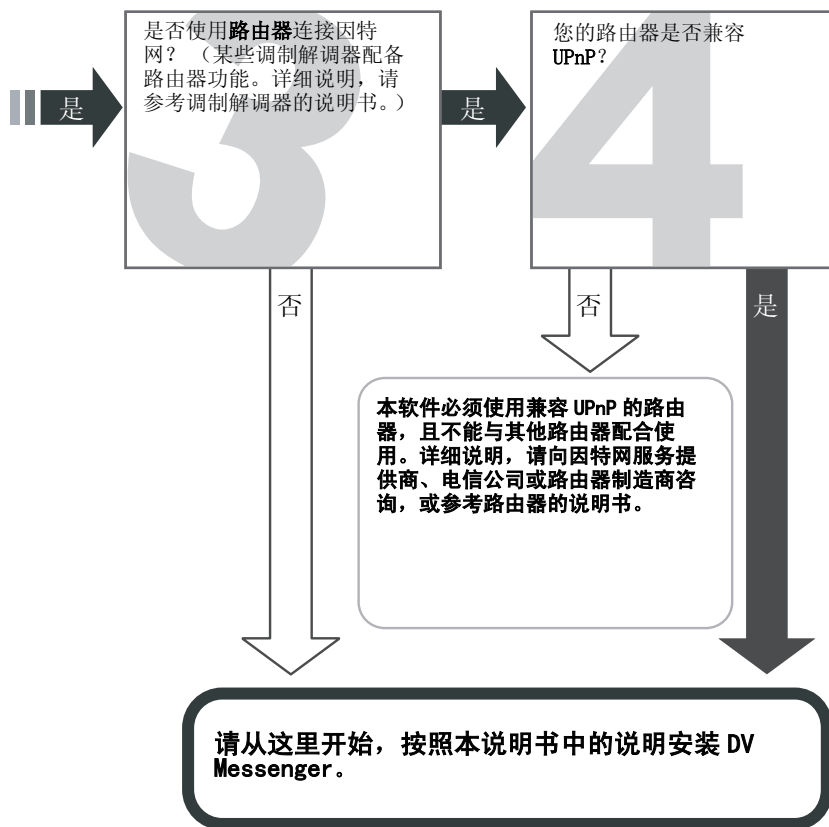 是
3
是否使用路由器连接因特
网？（某些调制解调器配备
路由器功能。详细说明，请
参考调制解调器的说明书。）
是
4
您的路由器是否兼容
UPnP？
否
否
是
本软件必须使用兼容 UPnP 的路由
器，且不能与其他路由器配合使
用。详细说明，请向因特网服务提
供商、电信公司或路由器制造商咨
询，或参考路由器的说明书。
请从这里开始，按照本说明书中的说明安装 DV
Messenger。